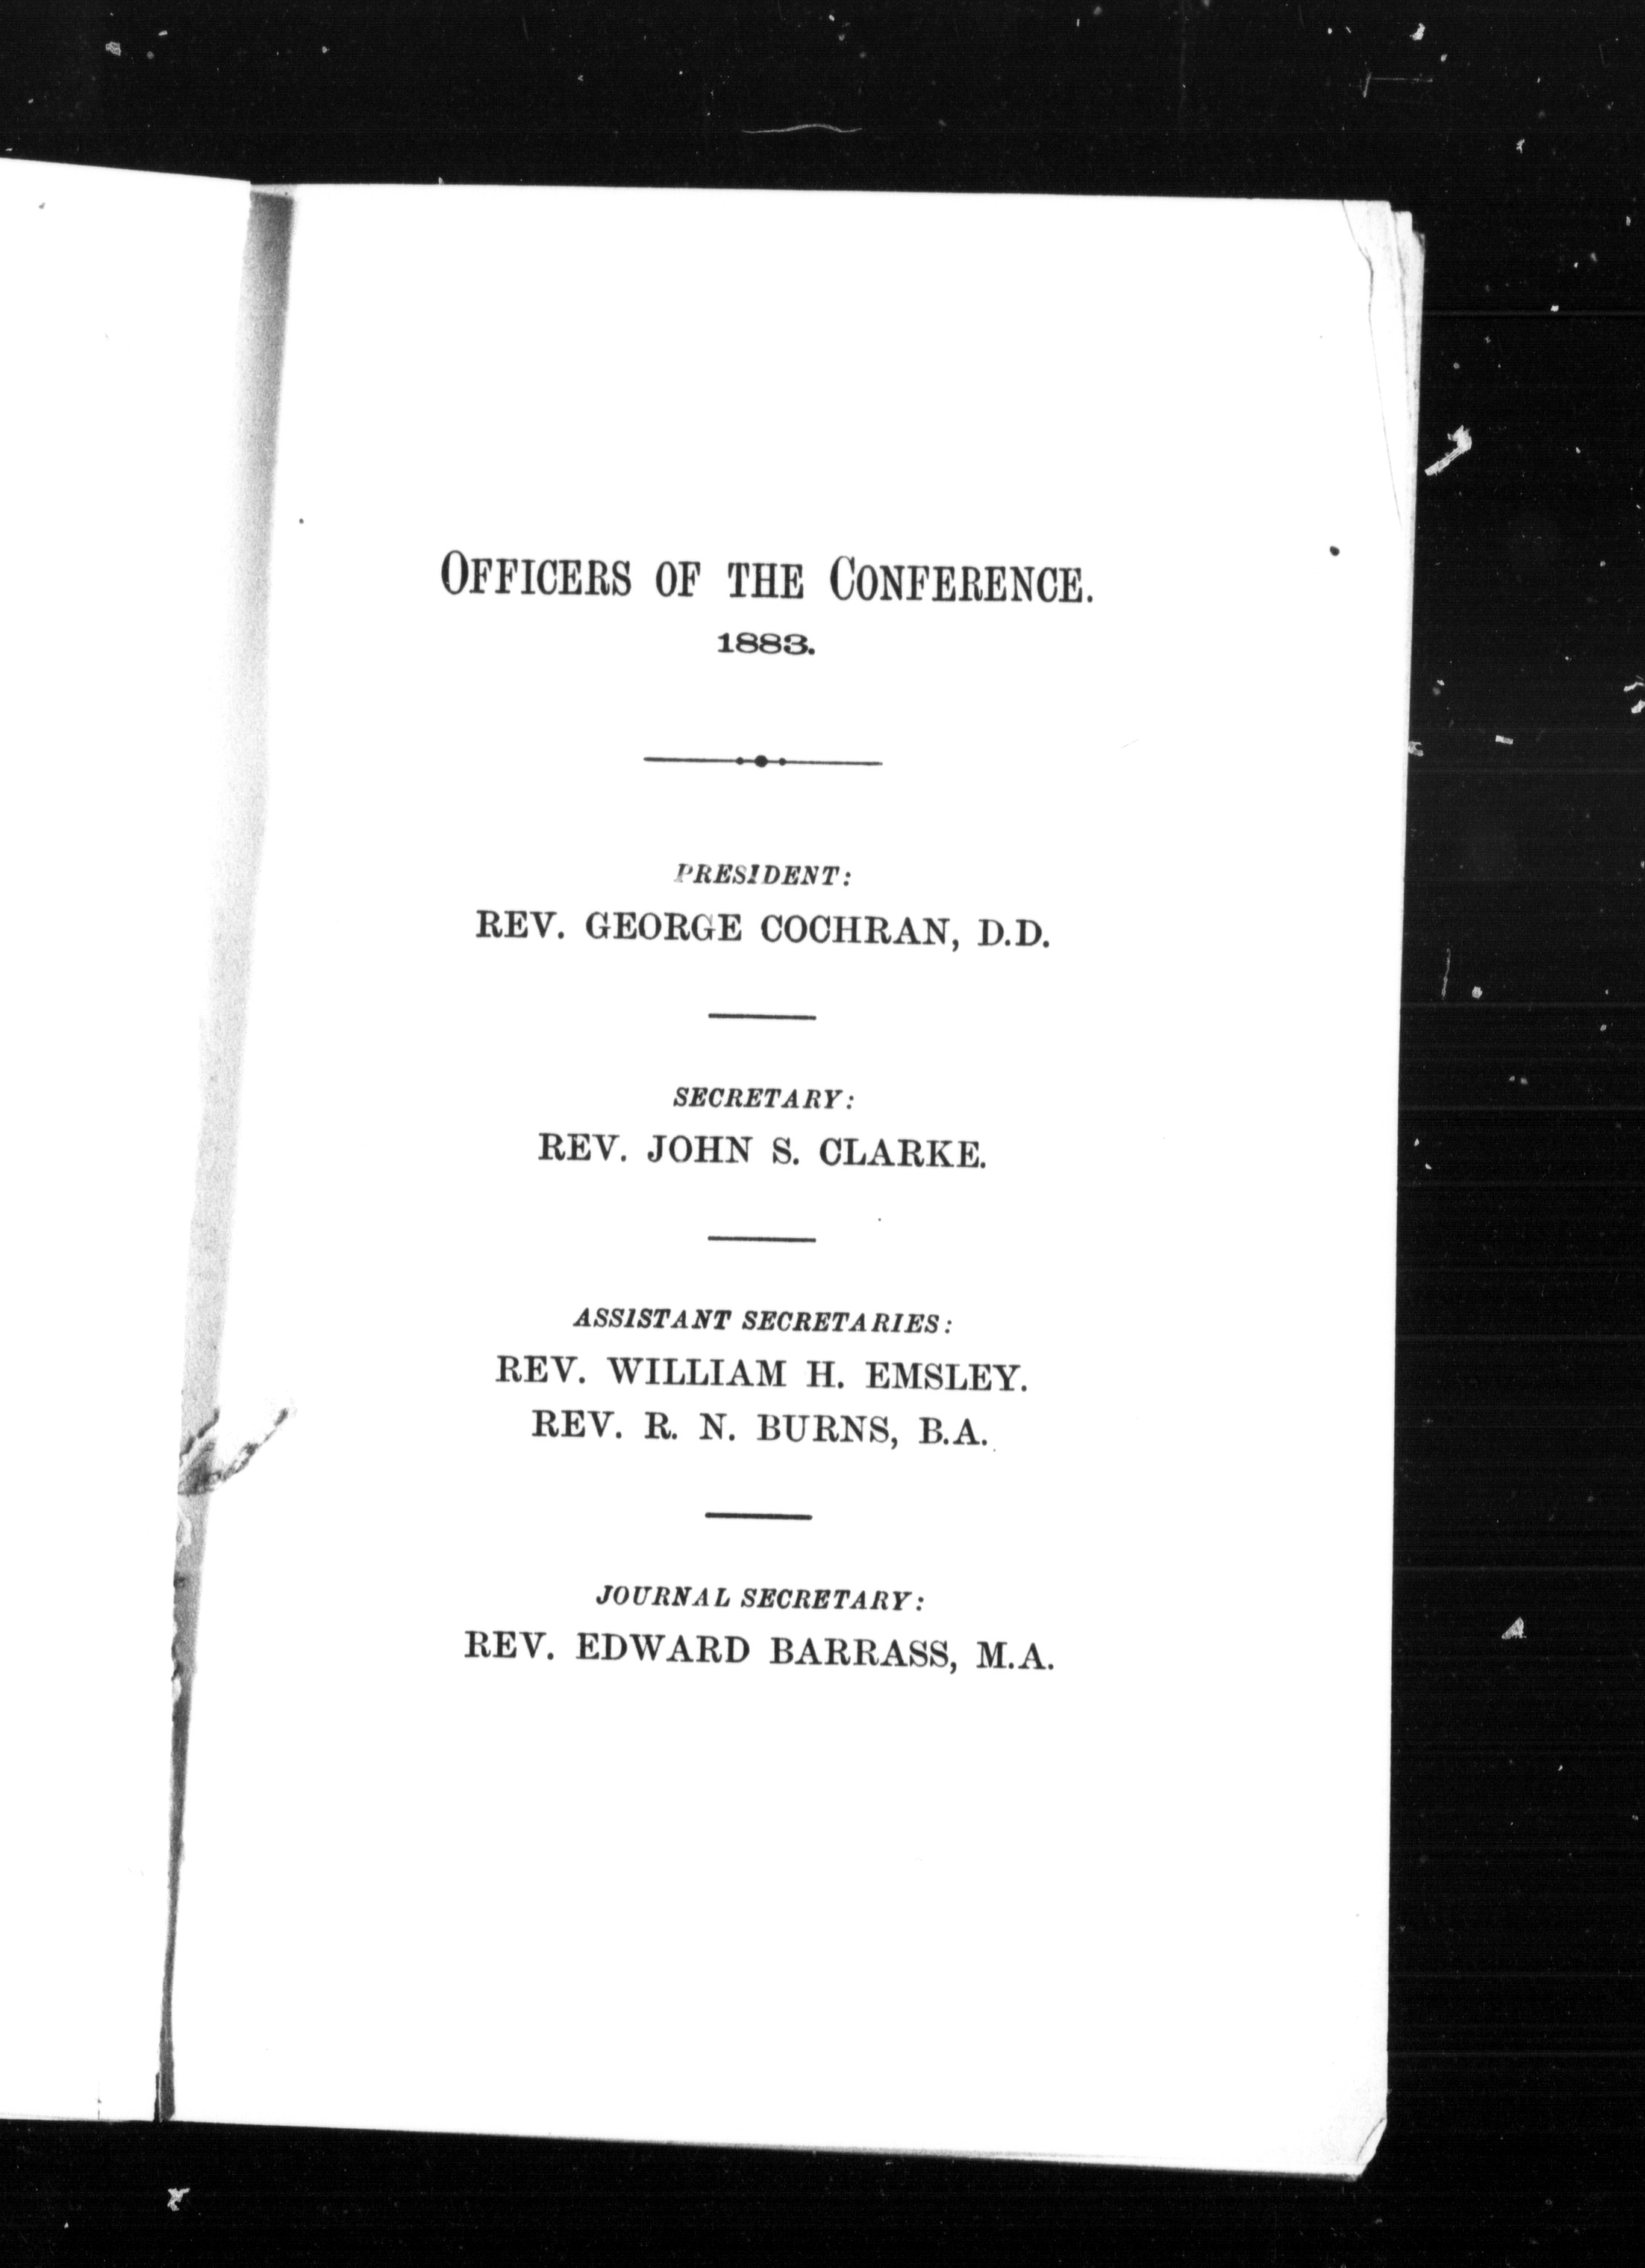 OFFICERS OF THE CONFERENCE.
1883.
PRESIDENT:
REV. GEORGE COCHRAN, D.D.
SECRETARY:
REV. JOHN S. CLARKE.
ASSISTANT SECRETARIES:
REV. WILLIAM H. EMSLEY.
REV. R. N. BURNS, B.A.
JOURNAL SECRETARY:
REV. EDWARD BARRASS, M.A.